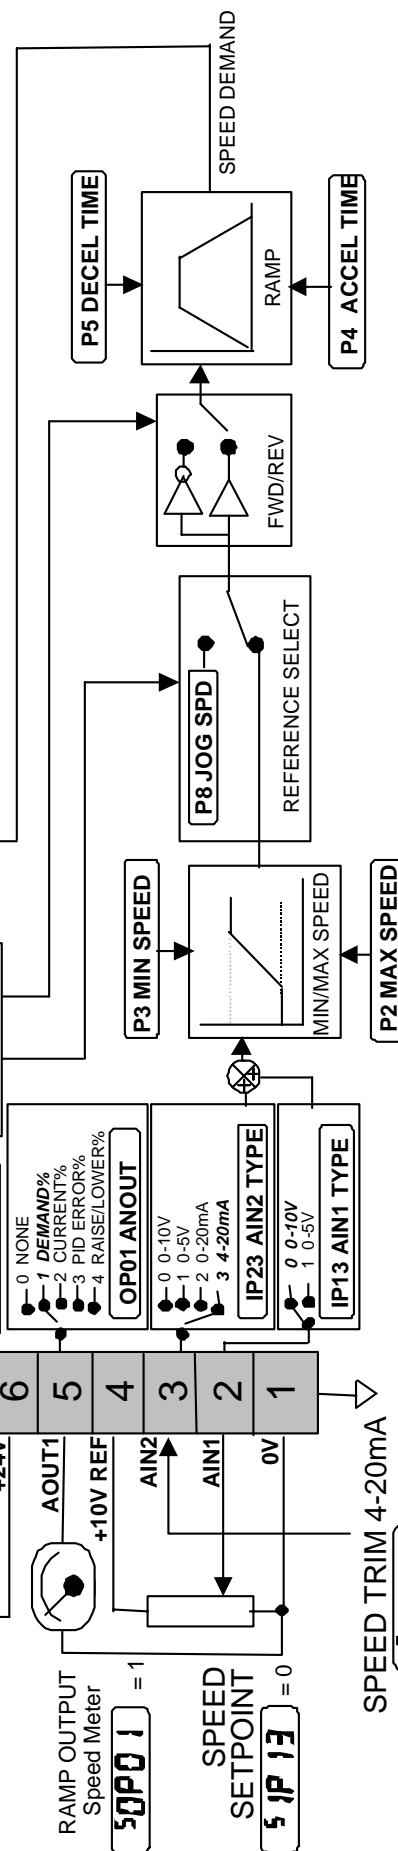 RAMP OUTPUT
Speed Meter
SOP01
= 1
SPEED
SETPOINT
SIP13
= 0
SPEED TRIM 4-20mA
+24V
AOUT1
+10V REF
AIN2
AIN1
0V
6
5
4
3
2
1
0 NONE
1 DEMAND%
2 CURRENT%
3 PID ERROR%
4 RAISE/LOWER%
OP01 ANOUT
0 0-10V
1 0-5V
2 0-20mA
3 4-20mA
IP23 AIN2 TYPE
0 0-10V
1 0-5V
IP13 AIN1 TYPE
P3 MIN SPEED
MIN/MAX SPEED
P2 MAX SPEED
P8 JOG SPD
REFERENCE SELECT
FWD/REV
P5 DECEL TIME
RAMP
P4 ACCEL TIME
SPEED DEMAND